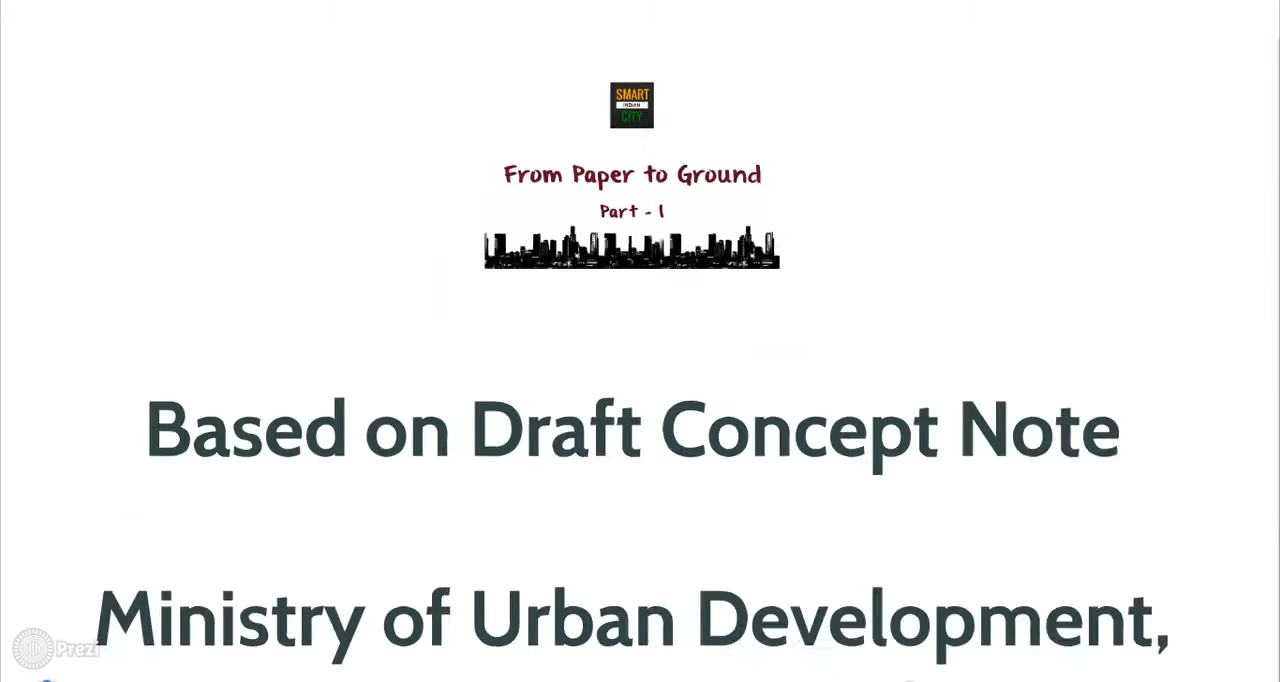 SMART
INDIAN
CITY
From Paper to Ground
Part - 1
Based on Draft Concept Note
Ministry of Urban Development,
Prezi